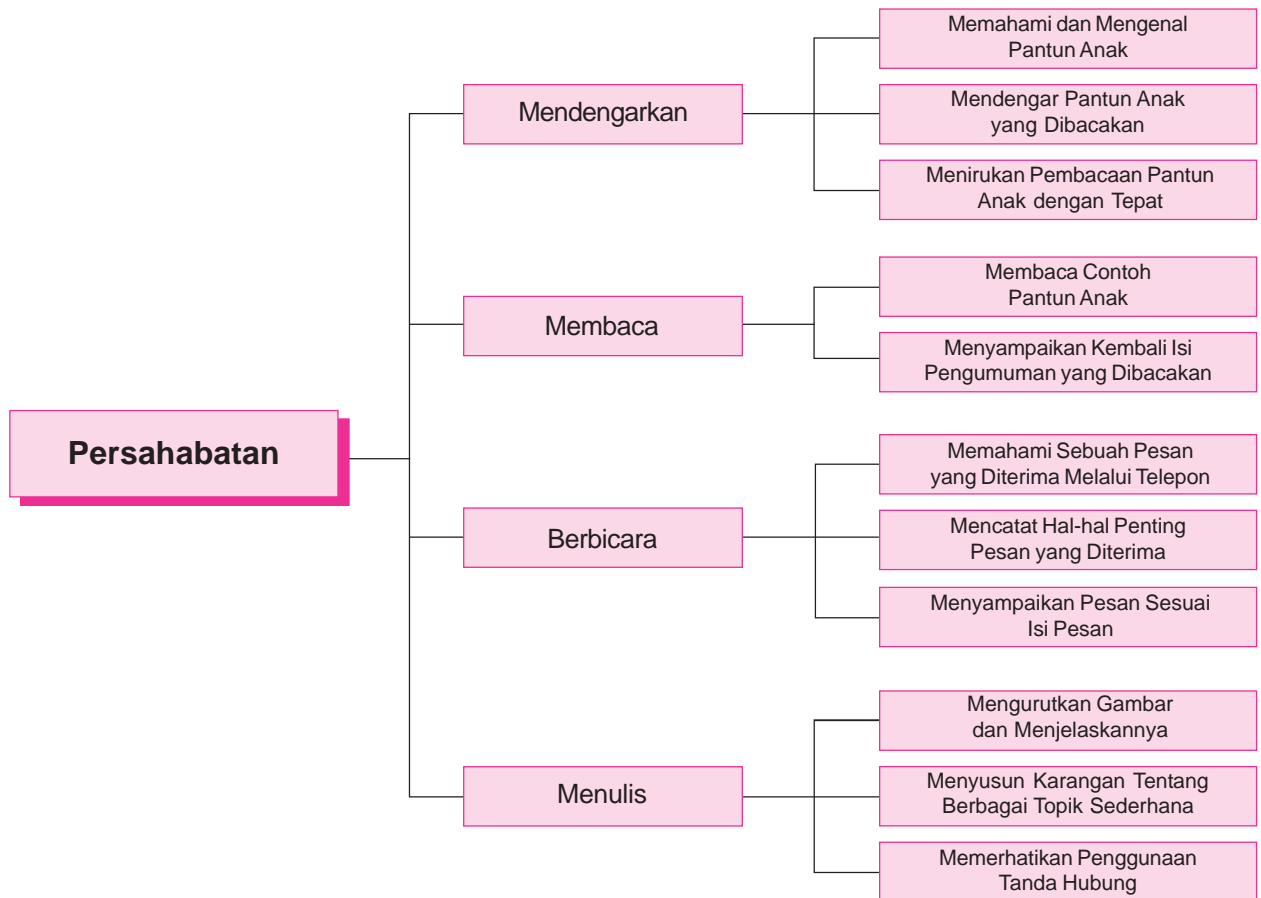 Persahabatan
Mendengarkan
Memahami dan Mengenal
Pantun Anak
Mendengar Pantun Anak
yang Dibacakan
Menirukan Pembacaan Pantun
Anak dengan Tepat
Membaca
Membaca Contoh
Pantun Anak
Menyampaikan Kembali Isi
Pengumuman yang Dibacakan
Berbicara
Memahami Sebuah Pesan
yang Diterima Melalui Telepon
Mencatat Hal-hal Penting
Pesan yang Diterima
Menyampaikan Pesan Sesuai
Isi Pesan
Menulis
Mengurutkan Gambar
dan Menjelaskannya
Menyusun Karangan Tentang
Berbagai Topik Sederhana
Memerhatikan Penggunaan
Tanda Hubung